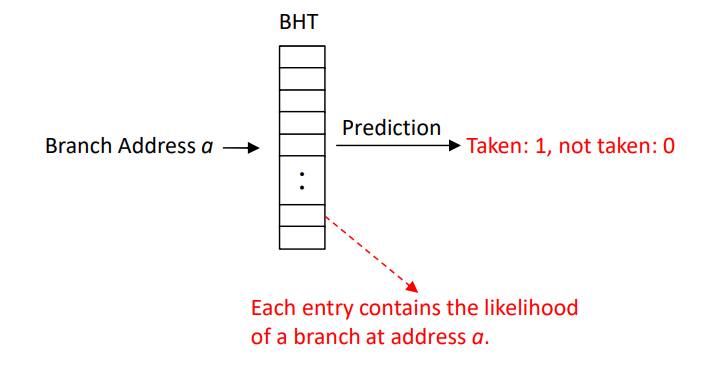 BHT
Branch Address a
Prediction
Taken: 1, not taken: 0
:
Each entry contains the likelihood
of a branch at address a.